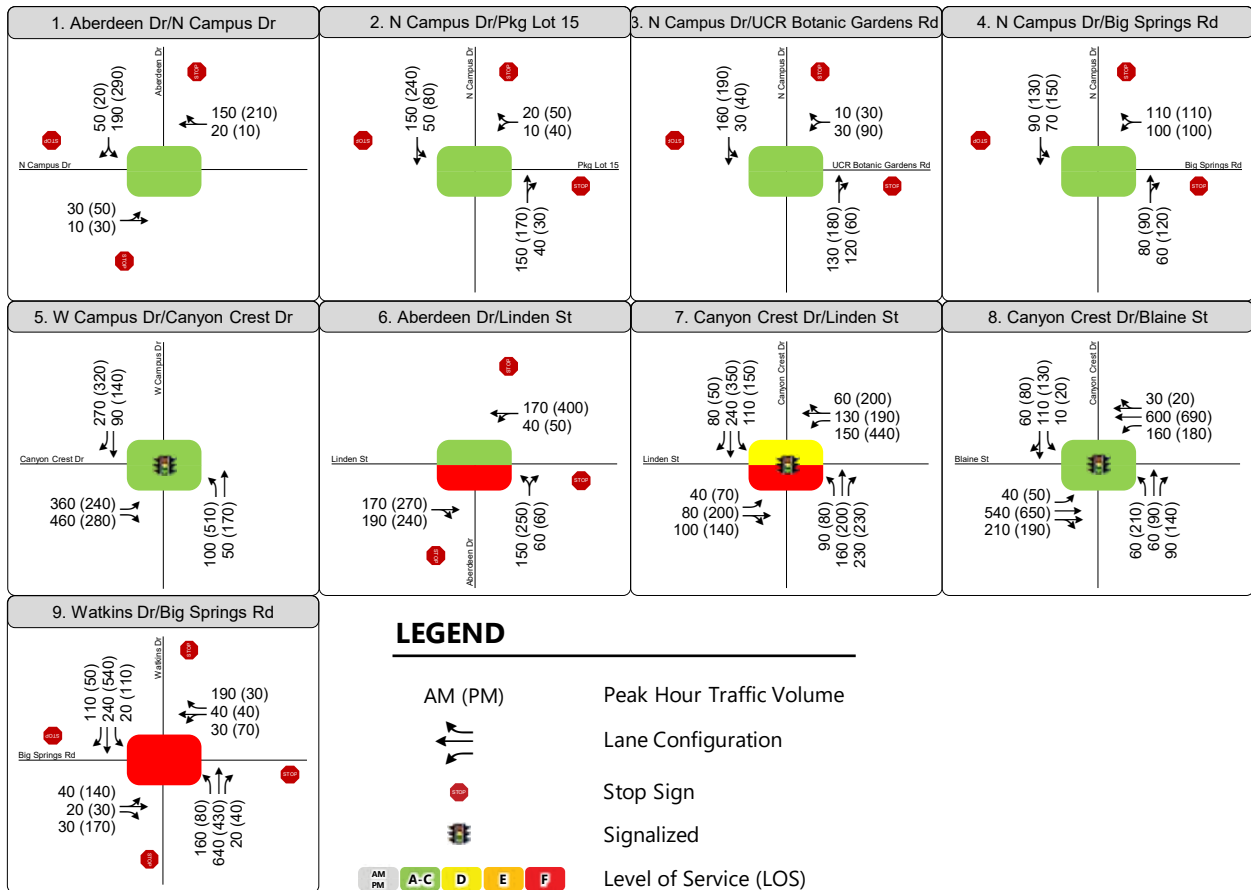 1. Aberdeen Dr/N Campus Dr
Aberdeen Dr
N Campus Dr
STOP
STOP
STOP
50 (20)
190 (290)
150 (210)
20 (10)
30 (50)
10 (30)
2. N Campus Dr/Pkg Lot 15
N Campus Dr
Pkg Lot 15
STOP
STOP
STOP
150 (240)
50 (80)
20 (50)
10 (40)
150 (170)
40 (30)
3. N Campus Dr/UCR Botanic Gardens Rd
N Campus Dr
UCR Botanic Gardens Rd
STOP
STOP
STOP
160 (190)
30 (40)
10 (30)
30 (90)
130 (180)
120 (60)
4. N Campus Dr/Big Springs Rd
N Campus Dr
Big Springs Rd
STOP
STOP
STOP
90 (130)
70 (150)
110 (110)
100 (100)
80 (90)
60 (120)
5. W Campus Dr/Canyon Crest Dr
W Campus Dr
Canyon Crest Dr
270 (320)
90 (140)
360 (240)
460 (280)
100 (510)
50 (170)
6. Aberdeen Dr/Linden St
Linden St
Aberdeen Dr
STOP
STOP
STOP
170 (400)
40 (50)
170 (270)
190 (240)
150 (250)
60 (60)
7. Canyon Crest Dr/Linden St
Canyon Crest Dr
Linden St
80 (50)
240 (350)
110 (150)
60 (200)
130 (190)
150 (440)
40 (70)
80 (200)
100 (140)
90 (80)
160 (200)
230 (230)
8. Canyon Crest Dr/Blaine St
Canyon Crest Dr
Blaine St
60 (80)
110 (130)
10 (20)
30 (20)
600 (690)
160 (180)
40 (50)
540 (650)
210 (190)
60 (210)
60 (90)
90 (140)
9. Watkins Dr/Big Springs Rd
Watkins Dr
Big Springs Rd
STOP
STOP
STOP
STOP
110 (50)
240 (540)
20 (110)
190 (30)
40 (40)
30 (70)
40 (140)
20 (30)
30 (170)
160 (80)
640 (430)
20 (40)
LEGEND
AM (PM) Peak Hour Traffic Volume
Lane Configuration
STOP Stop Sign
Signalized
AM
PM
A-C D E F Level of Service (LOS)